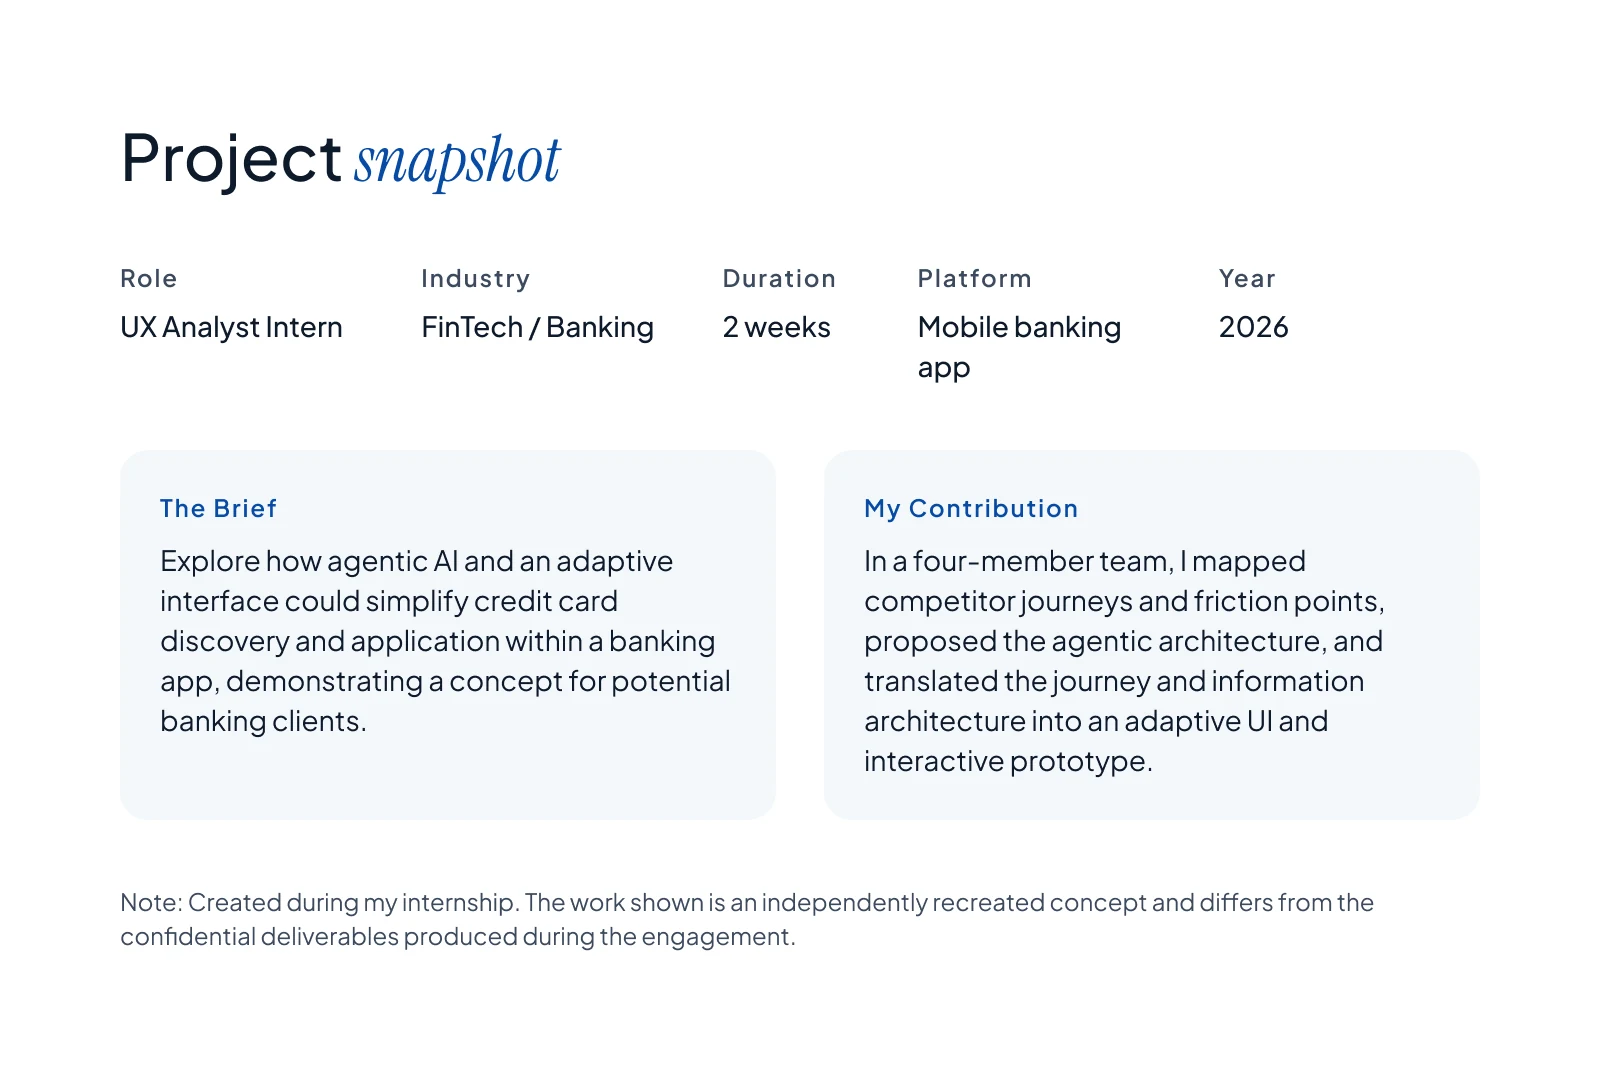 Project snapshot
Role
UX Analyst Intern
Industry
FinTech / Banking
Duration
2 weeks
Platform
Mobile banking
app
Year
2026
The Brief
Explore how agentic AI and an adaptive
interface could simplify credit card
discovery and application within a banking
app, demonstrating a concept for potential
banking clients.
My Contribution
In a four-member team, I mapped
competitor journeys and friction points,
proposed the agentic architecture, and
translated the journey and information
architecture into an adaptive UI and
interactive prototype.
Note: Created during my internship. The work shown is an independently recreated concept and differs from the
confidential deliverables produced during the engagement.